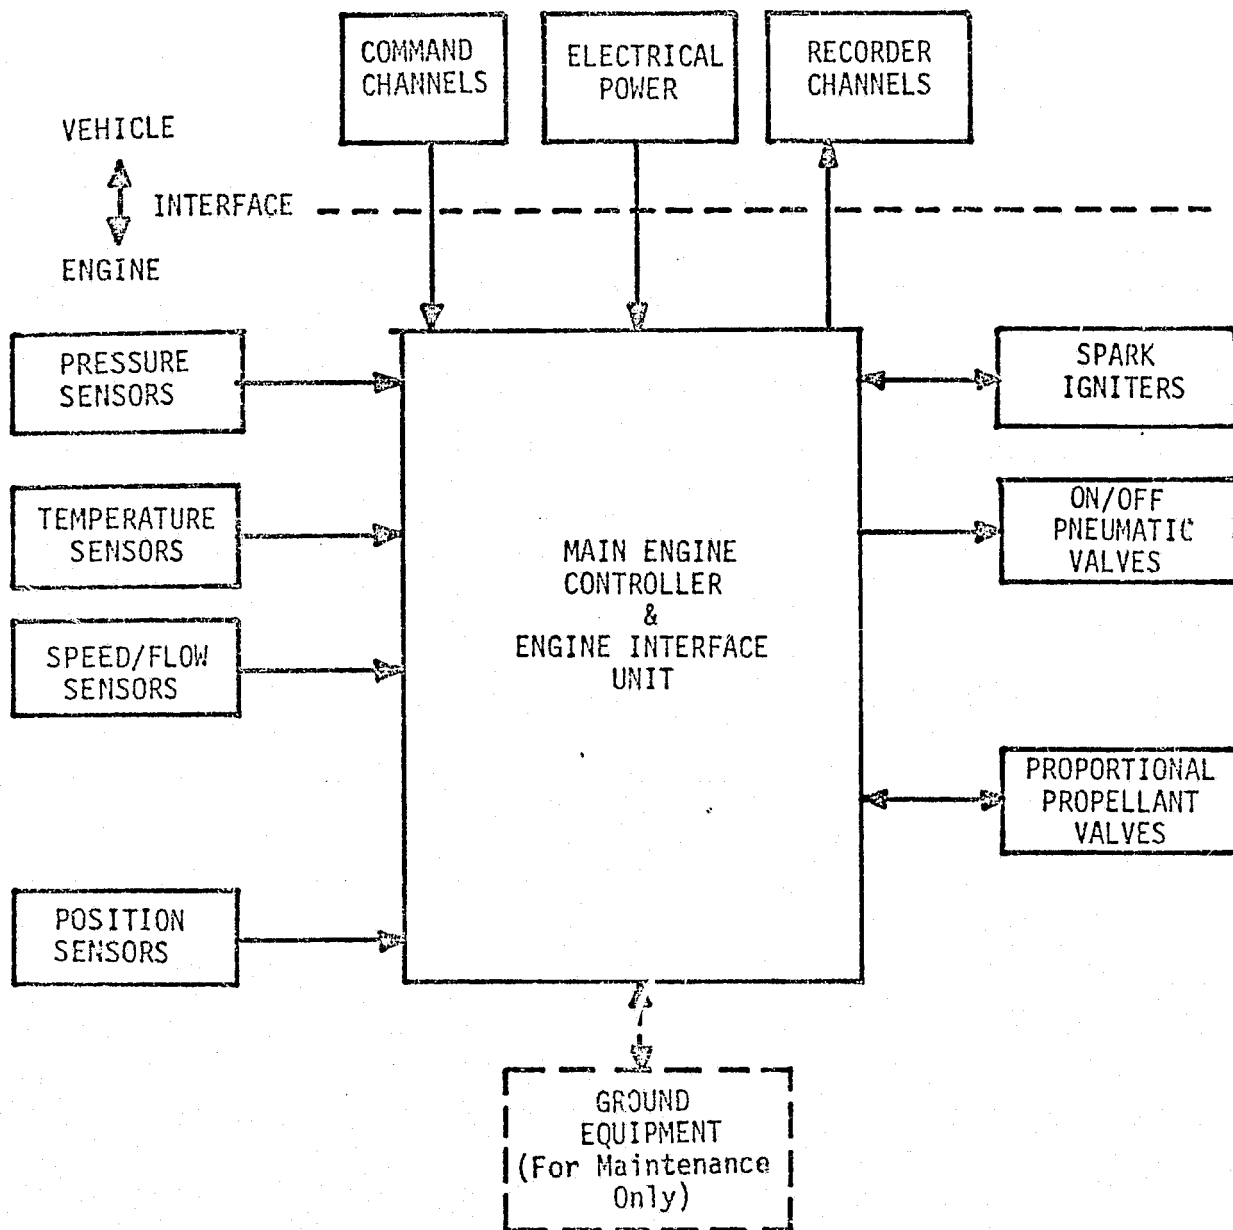 COMMAND
CHANNELS
ELECTRICAL
POWER
RECORDER
CHANNELS
VEHICLE
INTERFACE
ENGINE
PRESSURE
SENSORS
TEMPERATURE
SENSORS
SPEED/FLOW
SENSORS
POSITION
SENSORS
MAIN ENGINE
CONTROLLER
&
ENGINE INTERFACE
UNIT
SPARK
IGNITERS
ON/OFF
PNEUMATIC
VALVES
PROPORTIONAL
PROPELLANT
VALVES
GROUND
EQUIPMENT
(For Maintenance
Only)